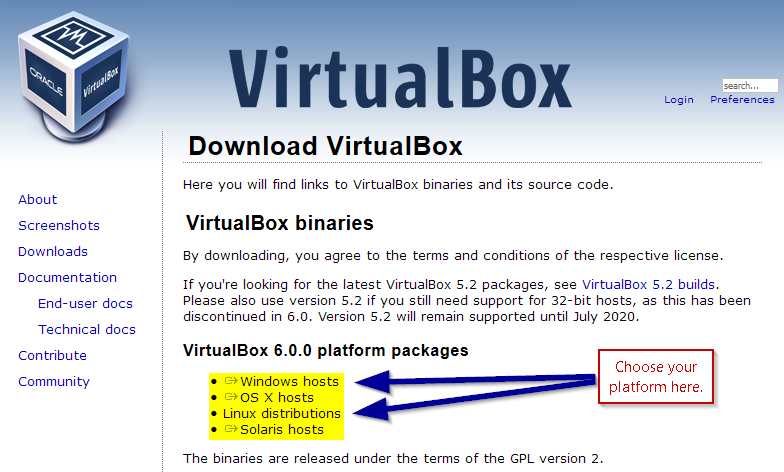 ORACLE
VirtualBox
VirtualBox
search...
Login Preferences
Download VirtualBox
Here you will find links to VirtualBox binaries and its source code.
About
Screenshots
Downloads
Documentation
End-user docs
Technical docs
Contribute
Community
VirtualBox binaries
By downloading, you agree to the terms and conditions of the respective license.
If you're looking for the latest VirtualBox 5.2 packages, see VirtualBox 5.2 builds.
Please also use version 5.2 if you still need support for 32-bit hosts, as this has been
discontinued in 6.0. Version 5.2 will remain supported until July 2020.
VirtualBox 6.0.0 platform packages
Windows hosts
OS X hosts
Linux distributions
Solaris hosts
Choose your
platform here.
The binaries are released under the terms of the GPL version 2.